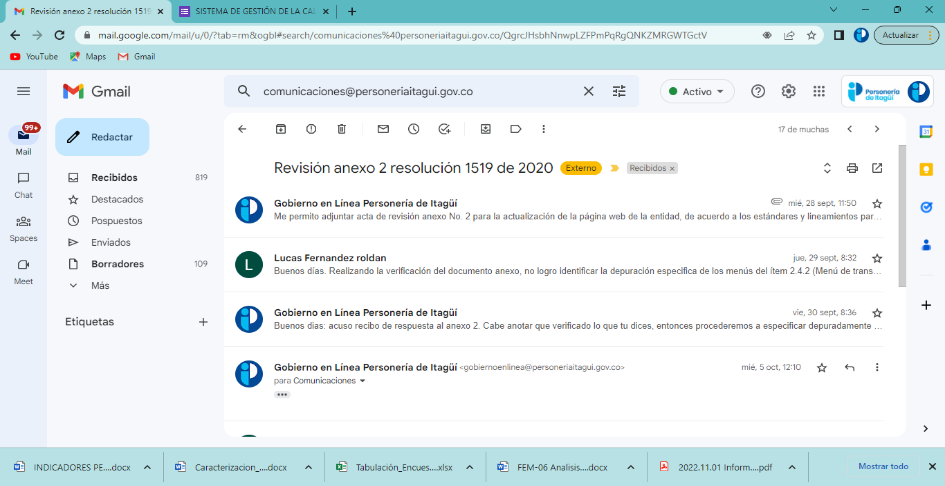 Revisión anexo 2 resolución 1519
SISTEMA DE GESTIÓN DE LA CAL
mail.google.com/mail/u/0/?tab=rm&ogbl#search/comunicaciones%40personeriaitagui.gov.co/QgrcJHsbhNnwpLZFPmPqRgQNKZMRGWTGctV
Actualizar
YouTube
Maps
Gmail
Gmail
comunicaciones@personeriaitagui.gov.co
Activo
Personería
de Itagüí
99+
Mail
Chat
Spaces
Meet
Redactar
Recibidos 819
Destacados
Pospuestos
Enviados
Borradores 109
Más
Etiquetas
17 de muchas
31
Revisión anexo 2 resolución 1519 de 2020 Externo Recibidos x
Gobierno en Línea Personería de Itagüí mié, 28 sept, 11:50
Me permito adjuntar acta de revisión anexo No. 2 para la actualización de la página web de la entidad, de acuerdo a los estándares y lineamientos par...
L
Lucas Fernandez roldan jue, 29 sept, 8:32
Buenos días. Realizando la verificación del documento anexo, no logro identificar la depuración específica de los menús del ítem 2.4.2 (Menú de trans...
Gobierno en Línea Personería de Itagüí vie, 30 sept, 8:36
Buenos días: acuso recibo de respuesta al anexo 2. Cabe anotar que verificado lo que tu dices, entonces procederemos a especificar depuradamente ...
Gobierno en Línea Personería de Itagüí <gobiernoenlinea@personeriaitagui.gov.co> mié, 5 oct, 12:10
para Comunicaciones
INDICADORES PE....docx
Caracterizacion_....docx
Tabulación_Encues....xlsx
FEM-06 Analisis....docx
2022.11.01 Inform....pdf
Mostrar todo